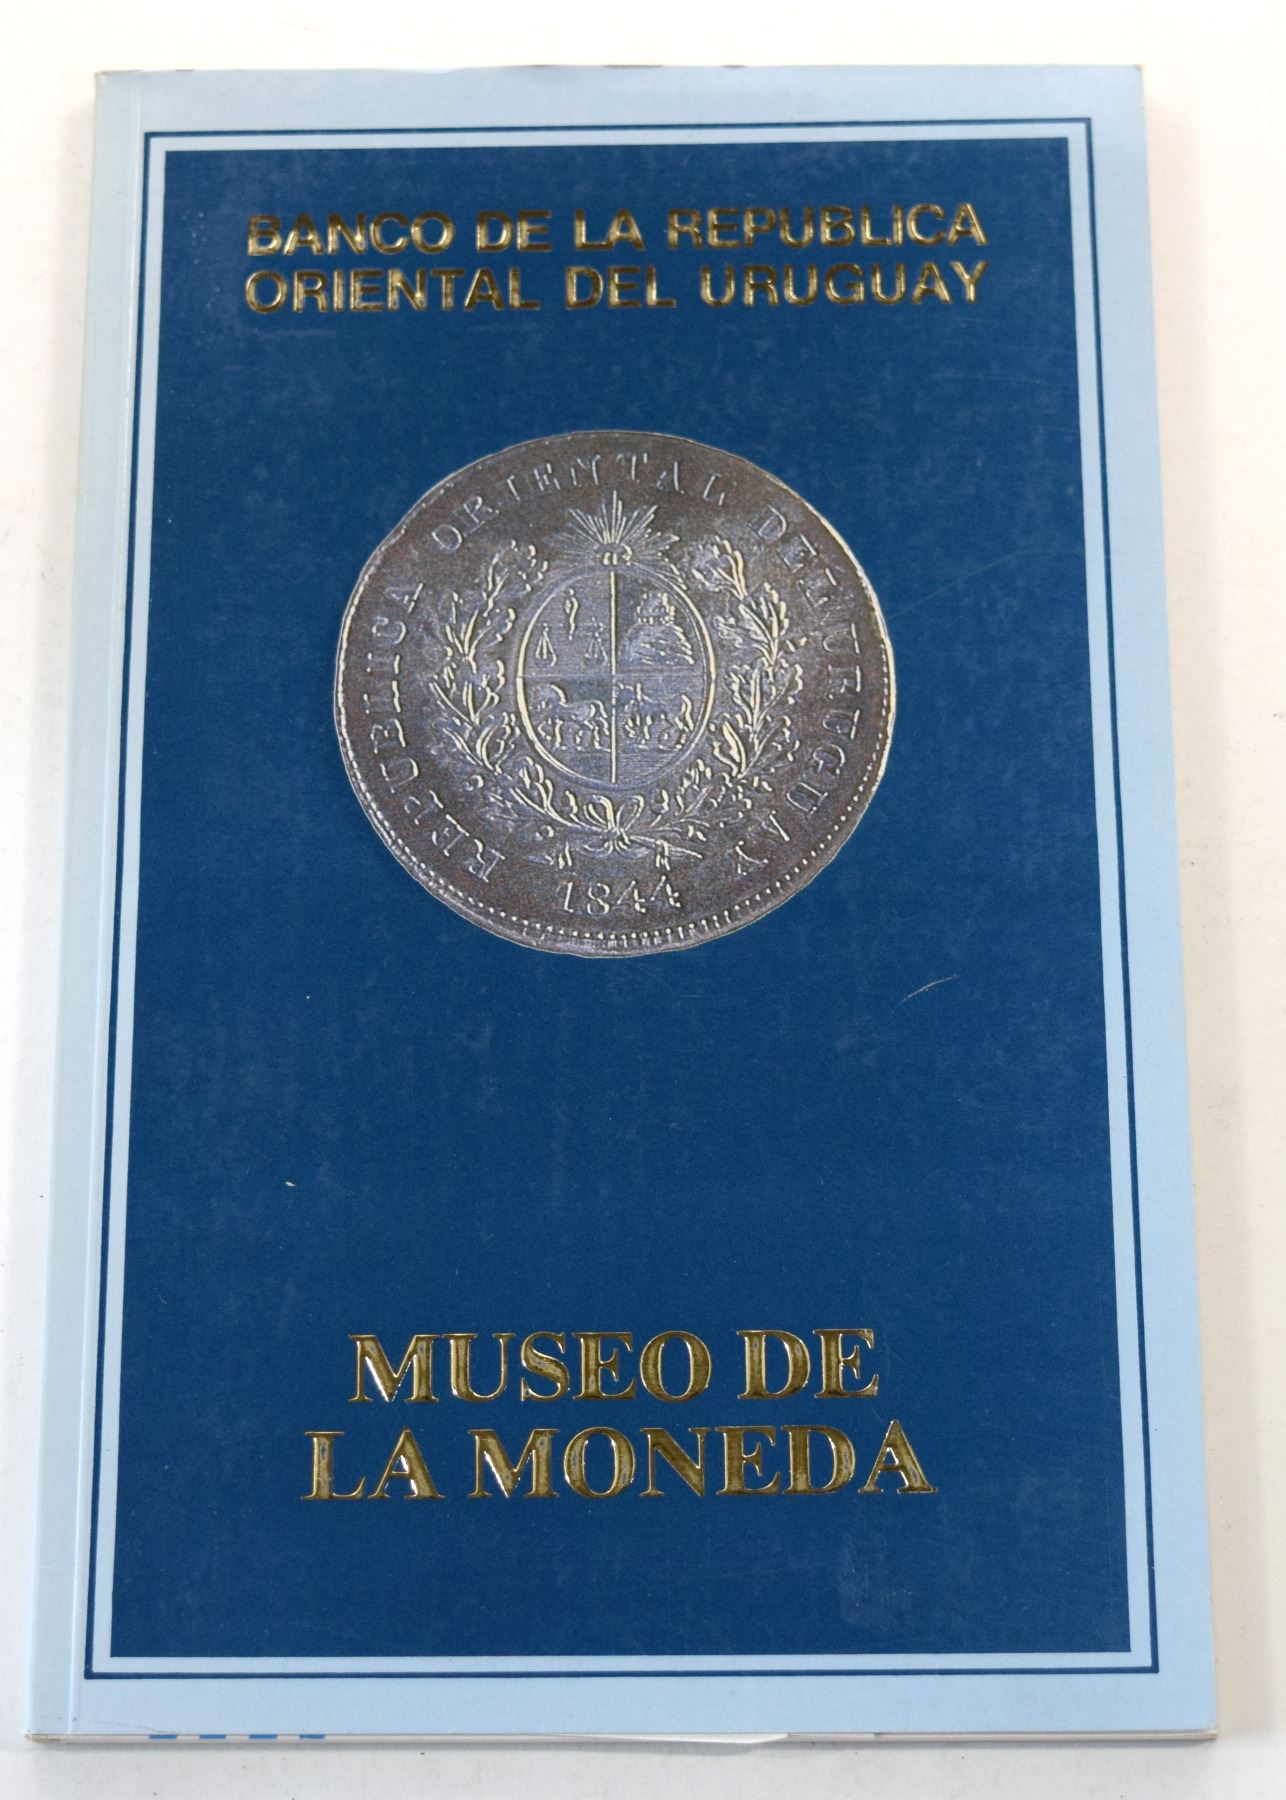 BANCO DE LA REPUBLICA
ORIENTAL DEL URUGUAY
REPUBLICA ORIENTAL DEL URUGUAY
1844
MUSEO DE
LA MONEDA